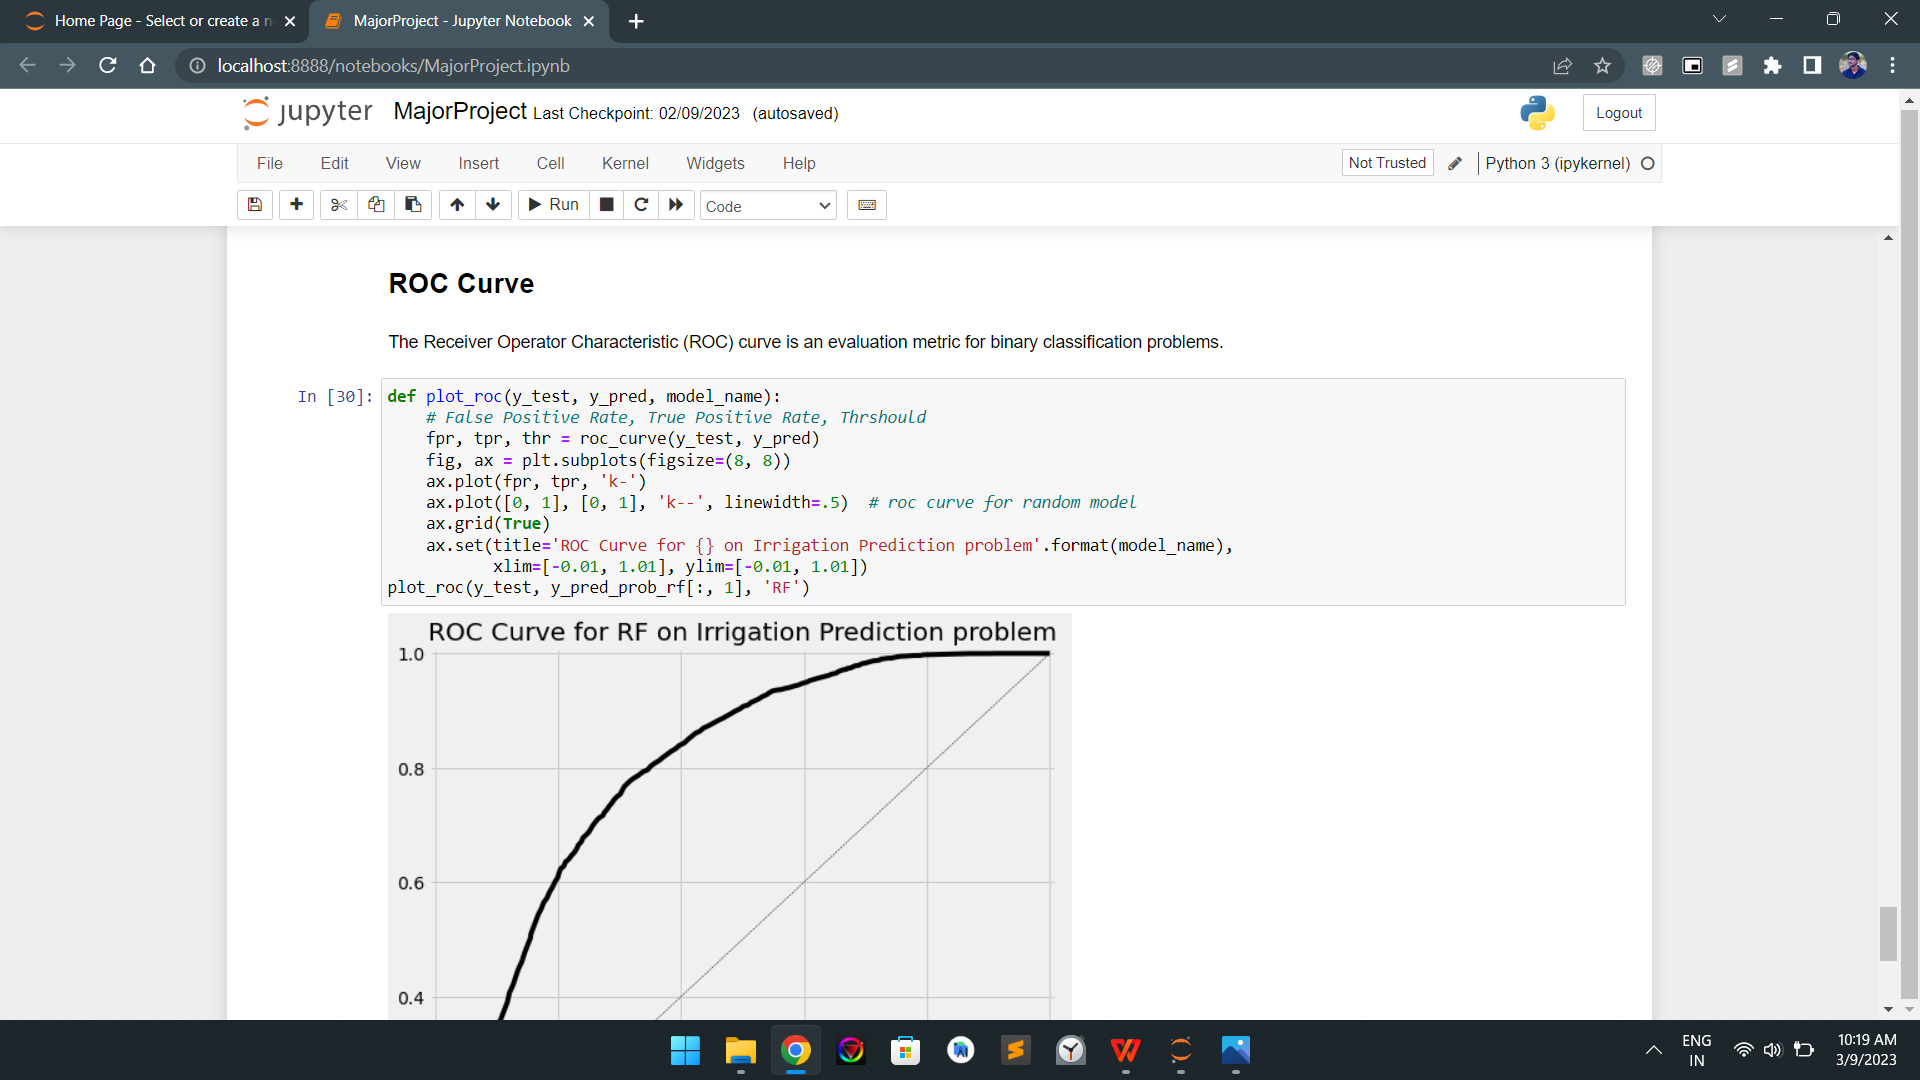 Home Page - Select or create a n
MajorProject - Jupyter Notebook
localhost:8888/notebooks/MajorProject.ipynb
jupyter MajorProject Last Checkpoint: 02/09/2023 (autosaved)
Logout
File Edit View Insert Cell Kernel Widgets Help
Not Trusted
Python 3 (ipykernel)
Run
Code
ROC Curve
The Receiver Operator Characteristic (ROC) curve is an evaluation metric for binary classification problems.
In [30]: def plot_roc(y_test, y_pred, model_name):
# False Positive Rate, True Positive Rate, Thrshould
fpr, tpr, thr = roc_curve(y_test, y_pred)
fig, ax = plt.subplots(figsize=(8, 8))
ax.plot(fpr, tpr, 'k-')
ax.plot([0, 1], [0, 1], 'k--', linewidth=.5)  # roc curve for random model
ax.grid(True)
ax.set(title='ROC Curve for {} on Irrigation Prediction problem'.format(model_name),
xlim=[-0.01, 1.01], ylim=[-0.01, 1.01])
plot_roc(y_test, y_pred_prob_rf[:, 1], 'RF')
ROC Curve for RF on Irrigation Prediction problem
1.0
0.8
0.6
0.4
ENG
IN
10:19 AM
3/9/2023